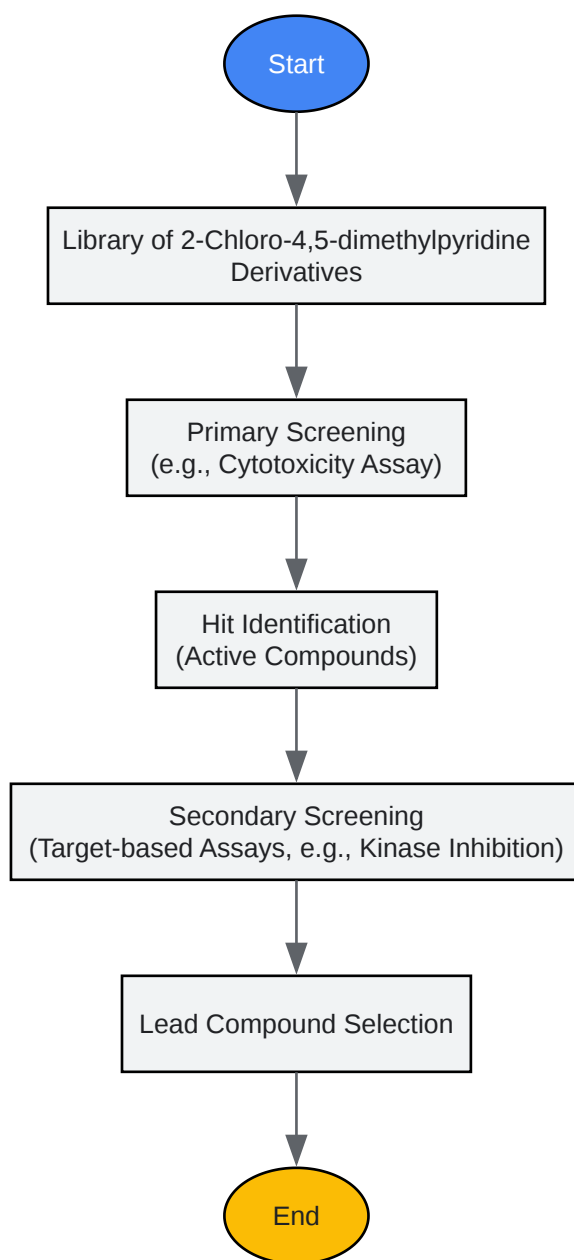 Start
Library of 2-Chloro-4,5-dimethylpyridine
Derivatives
Primary Screening
(e.g., Cytotoxicity Assay)
Hit Identification
(Active Compounds)
Secondary Screening
(Target-based Assays, e.g., Kinase Inhibition)
Lead Compound Selection
End